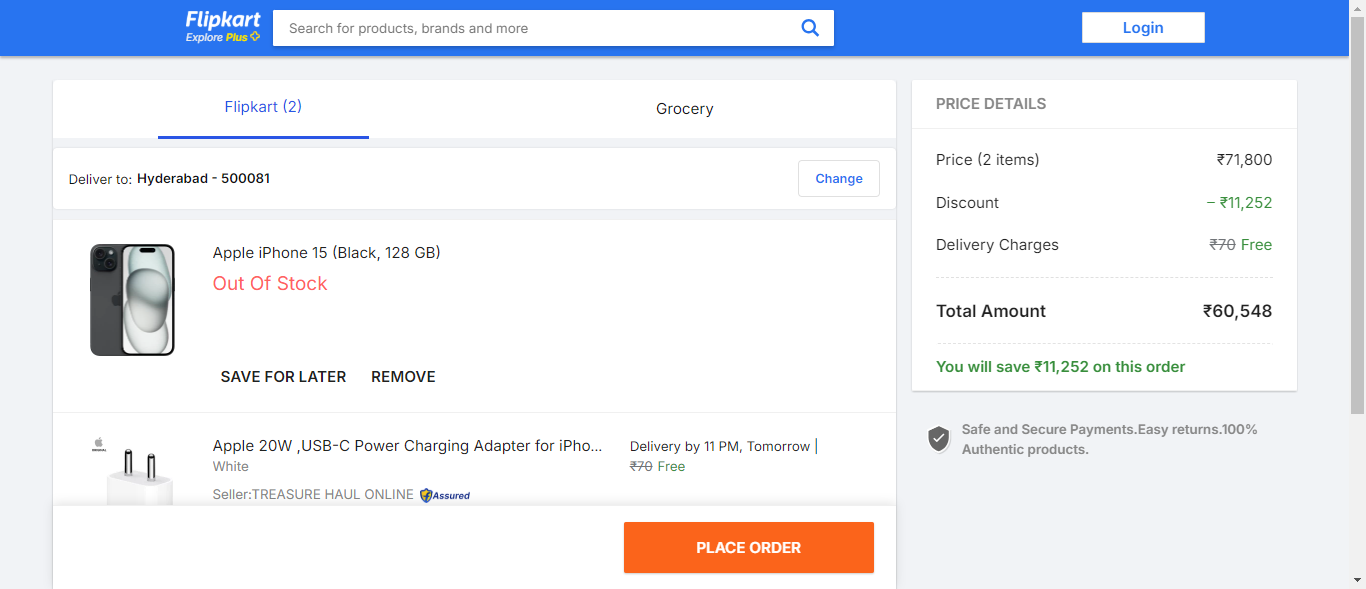 Flipkart
Explore Plus
Search for products, brands and more
Login
Flipkart (2)
Grocery
Deliver to: Hyderabad - 500081
Change
Apple iPhone 15 (Black, 128 GB)
Out Of Stock
SAVE FOR LATER REMOVE
Apple 20W ,USB-C Power Charging Adapter for iPho...
White
Seller:TREASURE HAUL ONLINE Assured
Delivery by 11 PM, Tomorrow |
₹70 Free
PLACE ORDER
PRICE DETAILS
Price (2 items) ₹71,800
Discount − ₹11,252
Delivery Charges ₹70 Free
Total Amount ₹60,548
You will save ₹11,252 on this order
Safe and Secure Payments.Easy returns.100%
Authentic products.